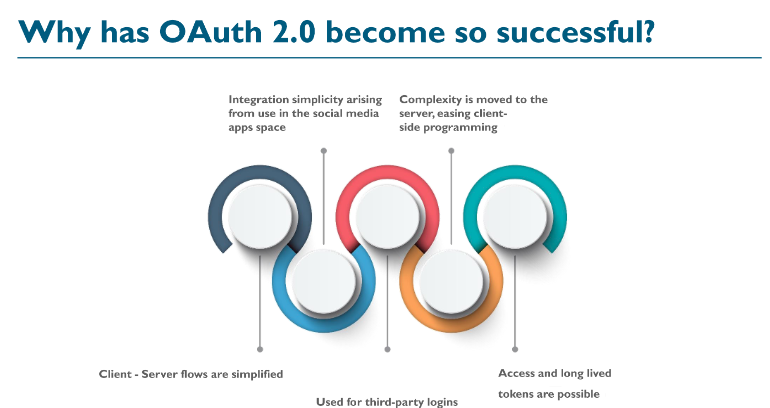 Why has OAuth 2.0 become so successful?
Integration simplicity arising
from use in the social media
apps space
Complexity is moved to the
server, easing client-
side programming
Client - Server flows are simplified
Used for third-party logins
Access and long lived
tokens are possible